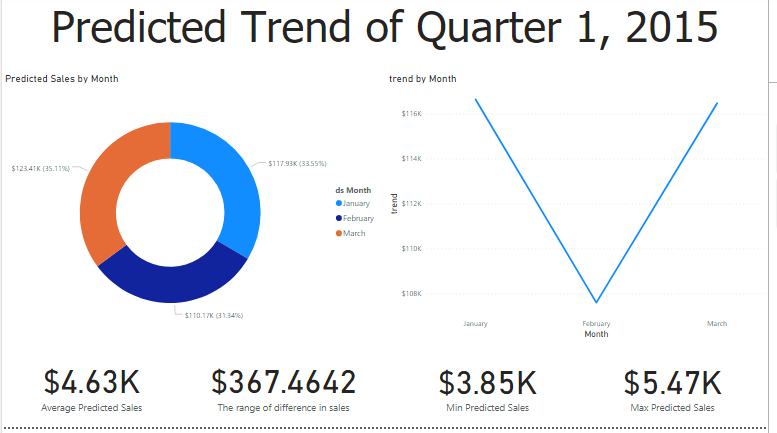 Predicted Trend of Quarter 1, 2015
Predicted Sales by Month
$123.41K (35.11%)
$117.93K (33.55%)
$110.17K (31.34%)
ds Month
January
February
March
trend by Month
trend
$116K
$114K
$112K
$110K
$108K
January
February
March
Month
$4.63K
Average Predicted Sales
$367.4642
The range of difference in sales
$3.85K
Min Predicted Sales
$5.47K
Max Predicted Sales